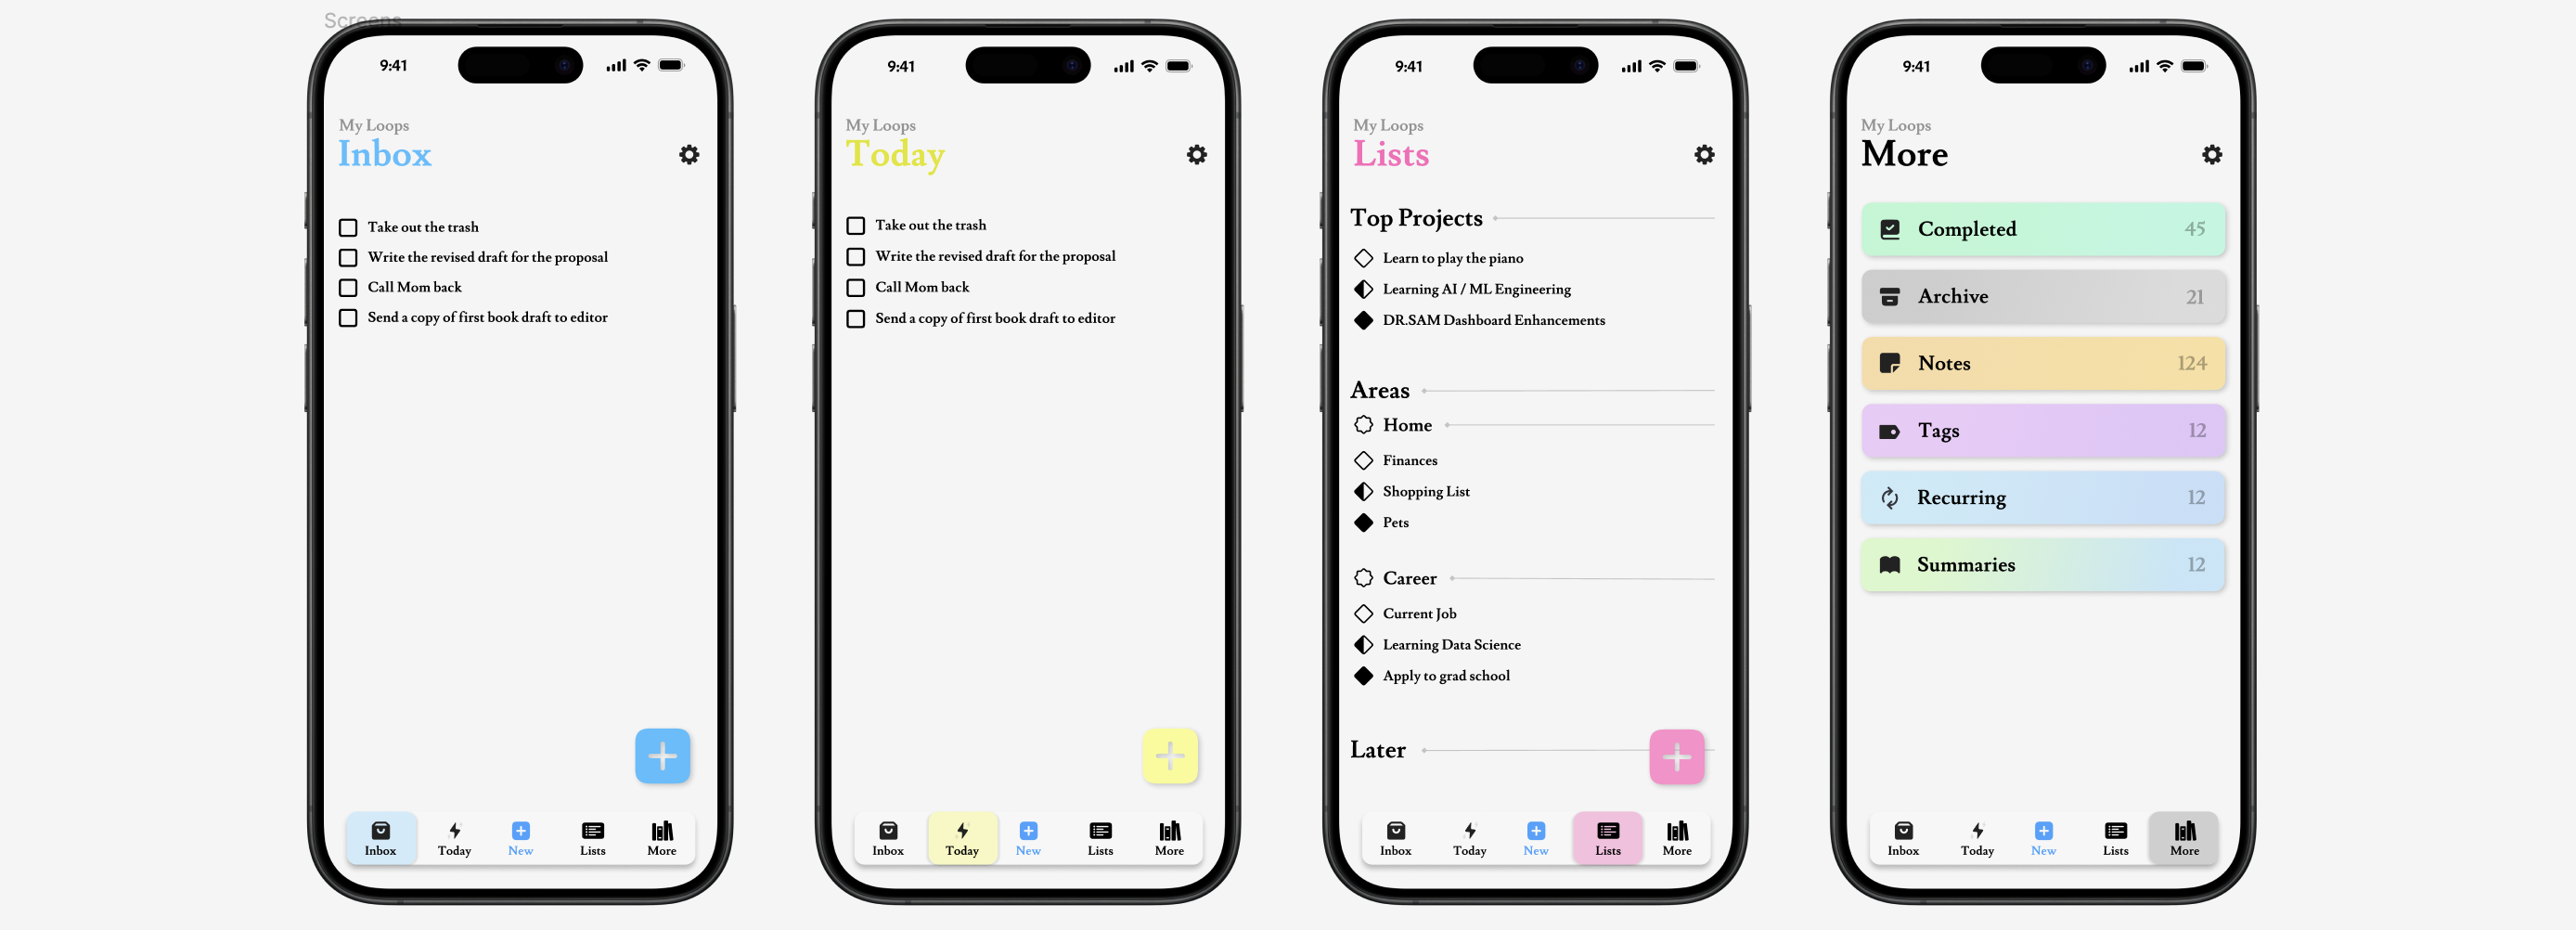 Screens
9:41
My Loops
Inbox
Take out the trash
Write the revised draft for the proposal
Call Mom back
Send a copy of first book draft to editor
Inbox
Today
New
Lists
More
9:41
My Loops
Today
Take out the trash
Write the revised draft for the proposal
Call Mom back
Send a copy of first book draft to editor
Inbox
Today
New
Lists
More
9:41
My Loops
Lists
Top Projects
Learn to play the piano
Learning AI / ML Engineering
DR.SAM Dashboard Enhancements
Areas
Home
Finances
Shopping List
Pets
Career
Current Job
Learning Data Science
Apply to grad school
Later
Inbox
Today
New
Lists
More
9:41
My Loops
More
Completed 45
Archive 21
Notes 124
Tags 12
Recurring 12
Summaries 12
Inbox
Today
New
Lists
More